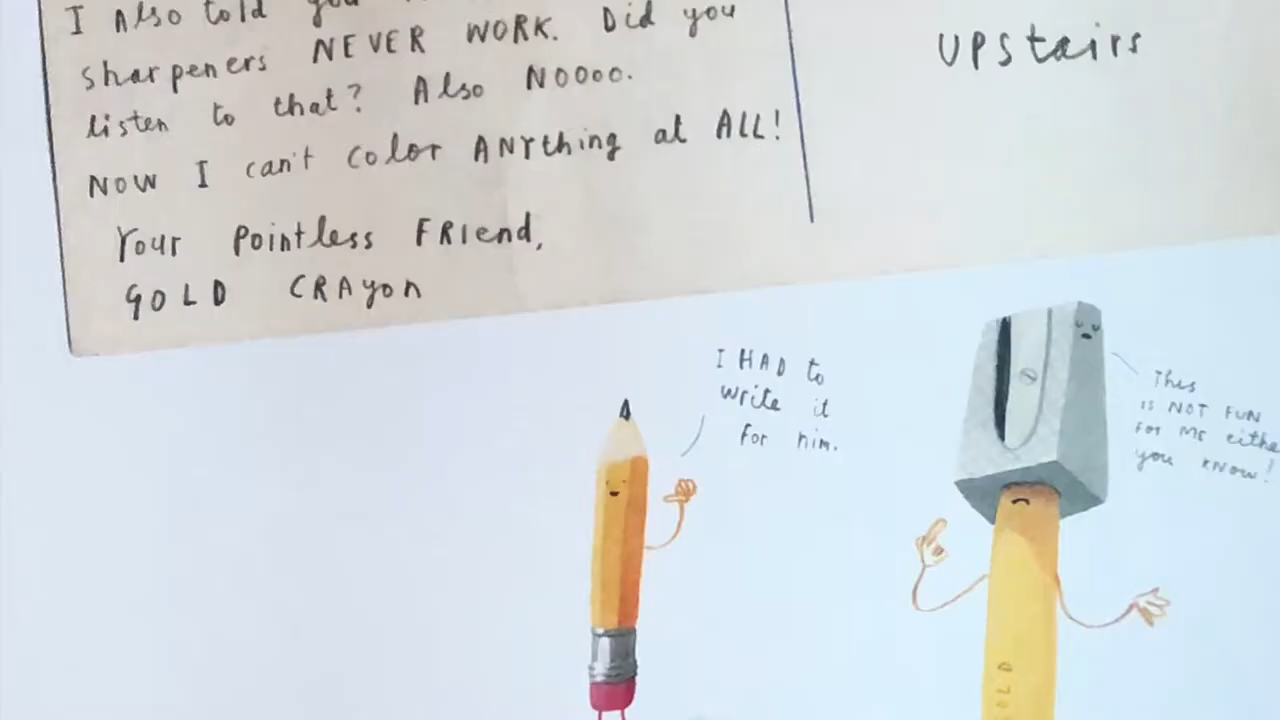 I Also told you
sharpeners NEVER WORK. Did you
listen to that? Also NOOOO.
NOW I can't color ANYthing at ALL!
Your pointless FRIend,
GOLD CRAYon
UPStairs
I HAD to
write it
for him.
This
is NOT FUN
FOR ME
you KNOW!
GOLD